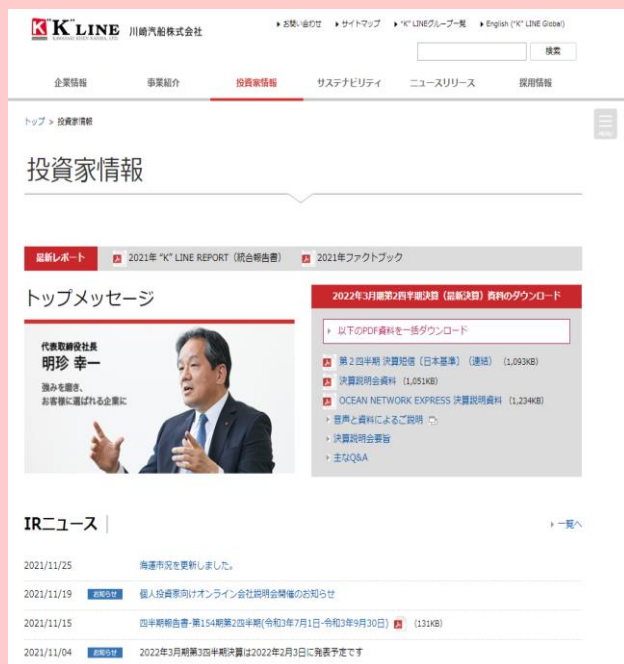 "K" LINE 川崎汽船株式会社
お問い合わせ サイトマップ "K" LINEグループ一覧 English ("K" LINE Global)
検索
企業情報 事業紹介 投資家情報 サステナビリティ ニュースリリース 採用情報
トップ > 投資家情報
MENU
投資家情報
最新レポート 2021年 "K" LINE REPORT（統合報告書） 2021年ファクトブック
トップメッセージ
代表取締役社長
明珍 幸一
強みを磨き、
お客様に選ばれる企業に
2022年3月期第2四半期決算（最新決算）資料のダウンロード
以下のPDF資料を一括ダウンロード
第２四半期 決算短信〔日本基準〕（連結） (1,093KB)
決算説明会資料 (1,051KB)
OCEAN NETWORK EXPRESS 決算説明資料 (1,234KB)
音声と資料によるご説明
決算説明会要旨
主なQ&A
IRニュース
一覧へ
2021/11/25 海運市況を更新しました。
2021/11/19 お知らせ 個人投資家向けオンライン会社説明会開催のお知らせ
2021/11/15 四半期報告書-第154期第2四半期(令和3年7月1日-令和3年9月30日) (131KB)
2021/11/04 お知らせ 2022年3月期第3四半期決算は2022年2月3日に発表予定です